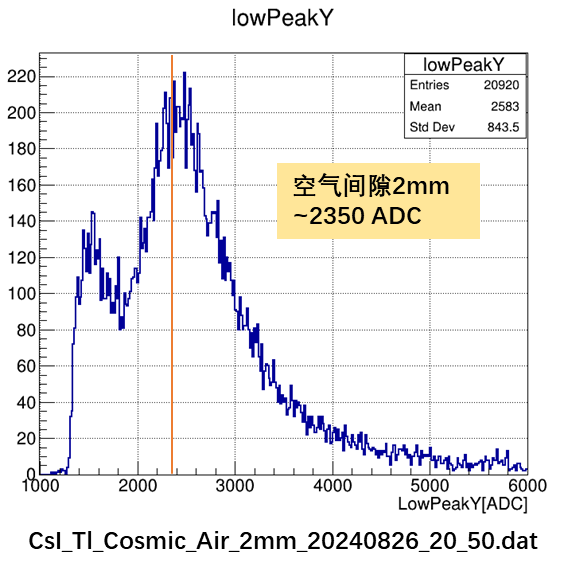 lowPeakY
lowPeakY
Entries 20920
Mean 2583
Std Dev 843.5
220
200
180
160
140
120
100
80
60
40
20
0
空气间隙2mm
~2350 ADC
1000 2000 3000 4000 5000 6000
LowPeakY[ADC]
CsI_Tl_Cosmic_Air_2mm_20240826_20_50.dat